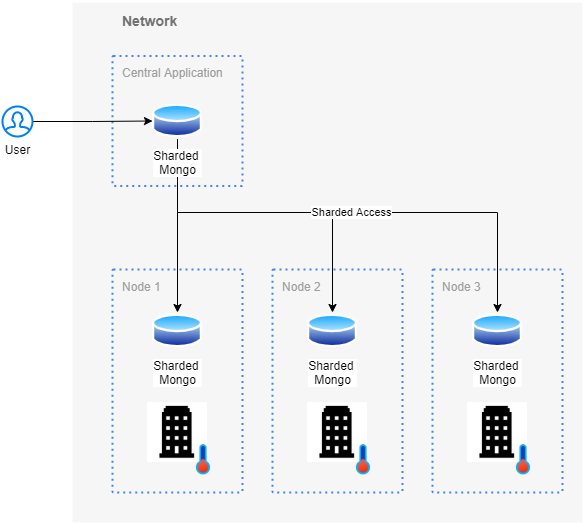 Network
Central Application
User
Sharded
Mongo
Sharded Access
Node 1
Node 2
Node 3
Sharded
Mongo
Sharded
Mongo
Sharded
Mongo